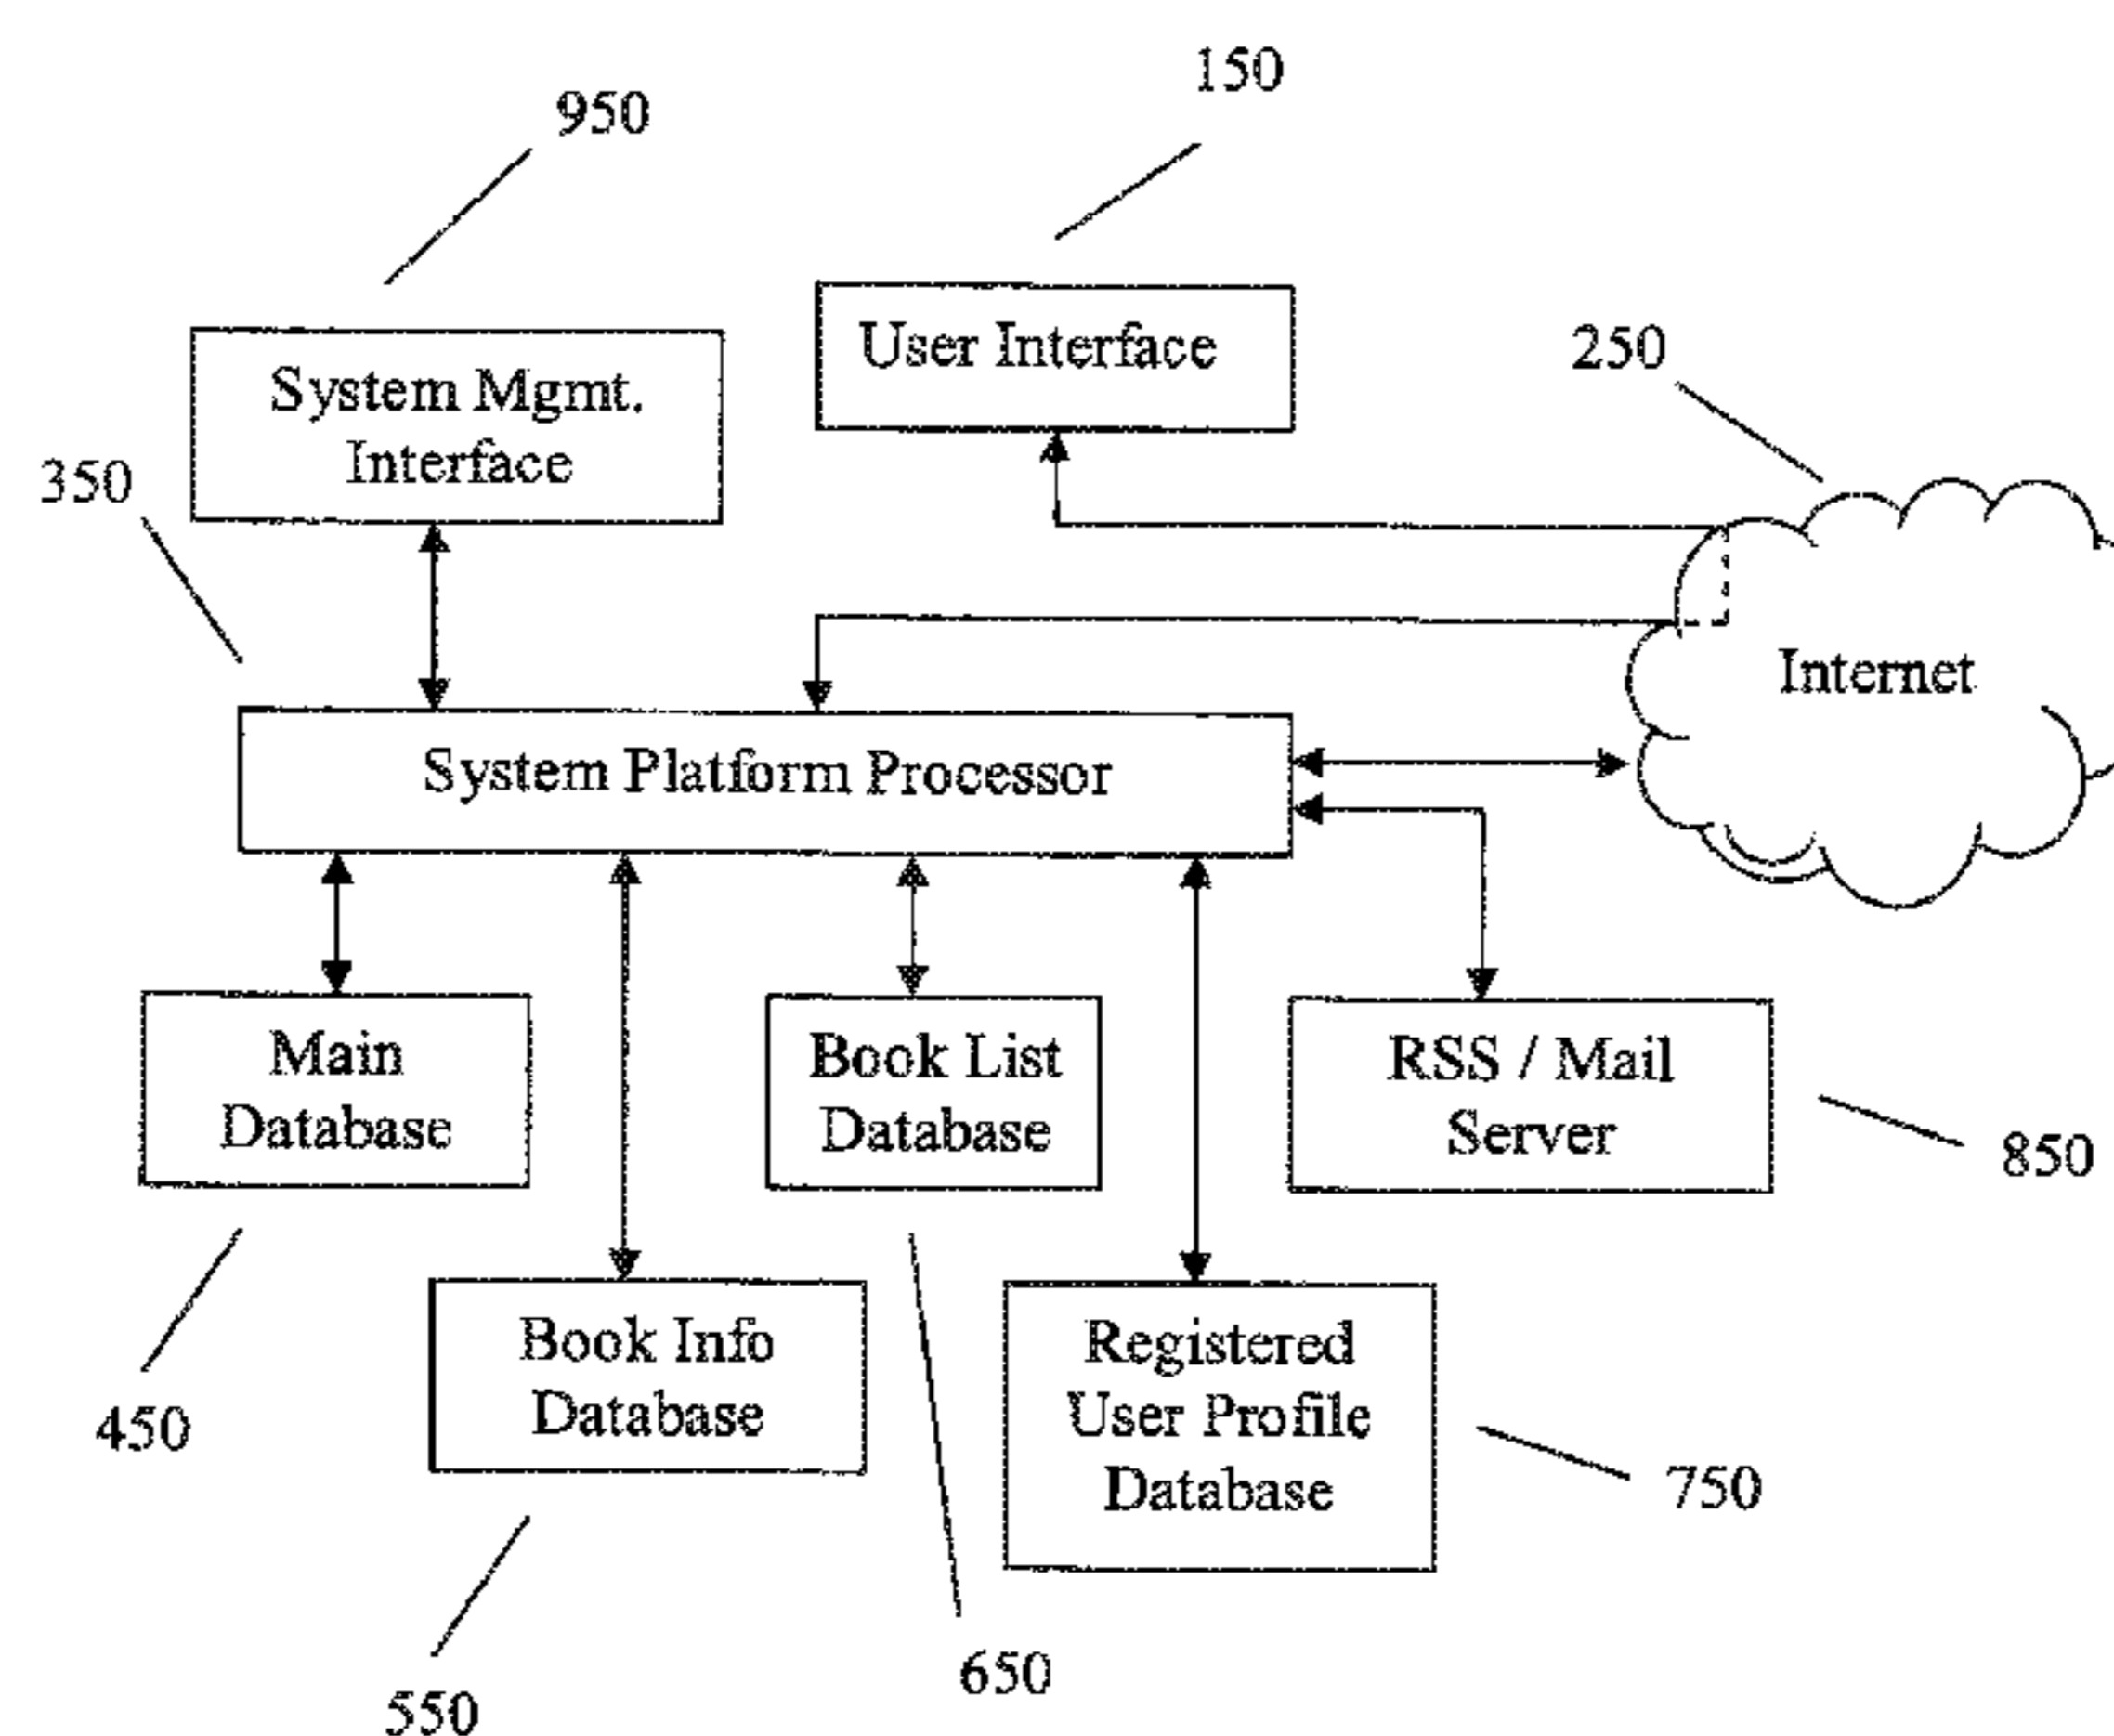 150
950
User Interface
250
System Mgmt.
Interface
350
Internet
System Platform Processor
Main
Database
Book List
Database
RSS / Mail
Server
850
Book Info
Database
Registered
User Profile
Database
450
750
650
550